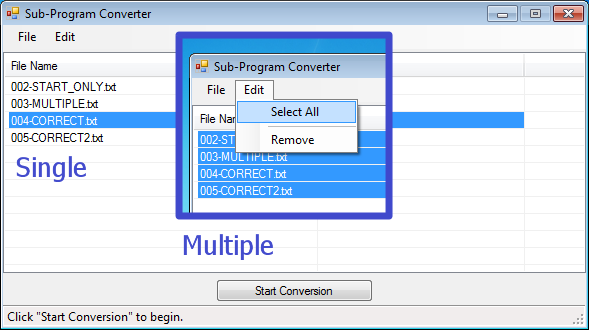 Sub-Program Converter
File Edit
File Name
002-START_ONLY.txt
003-MULTIPLE.txt
004-CORRECT.txt
005-CORRECT2.txt
Single
Sub-Program Converter
File Edit
Select All
Remove
File Nam
002-ST
003-MULTIPLE.txt
004-CORRECT.txt
005-CORRECT2.txt
Multiple
Start Conversion
Click "Start Conversion" to begin.